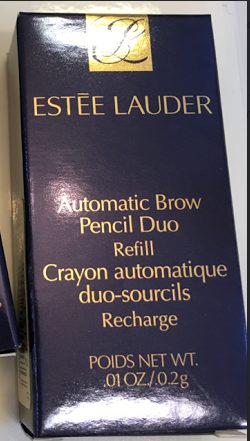 ESTĒE LAUDER
Automatic Brow
Pencil Duo
Refill
Crayon automatique
duo-sourcils
Recharge
POIDS NET WT.
.01 OZ./.0.2g